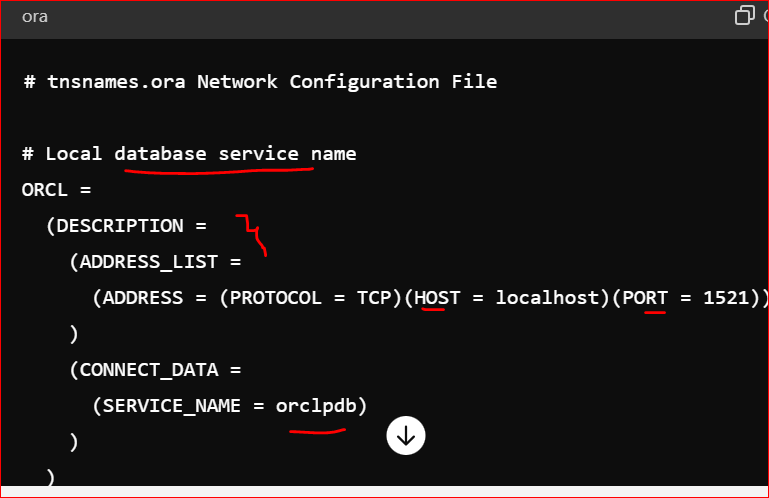 ora
# tnsnames.ora Network Configuration File
# Local database service name
ORCL =
(DESCRIPTION =
(ADDRESS_LIST =
(ADDRESS = (PROTOCOL = TCP)(HOST = localhost)(PORT = 1521))
)
(CONNECT_DATA =
(SERVICE_NAME = orclpdb)
)
)